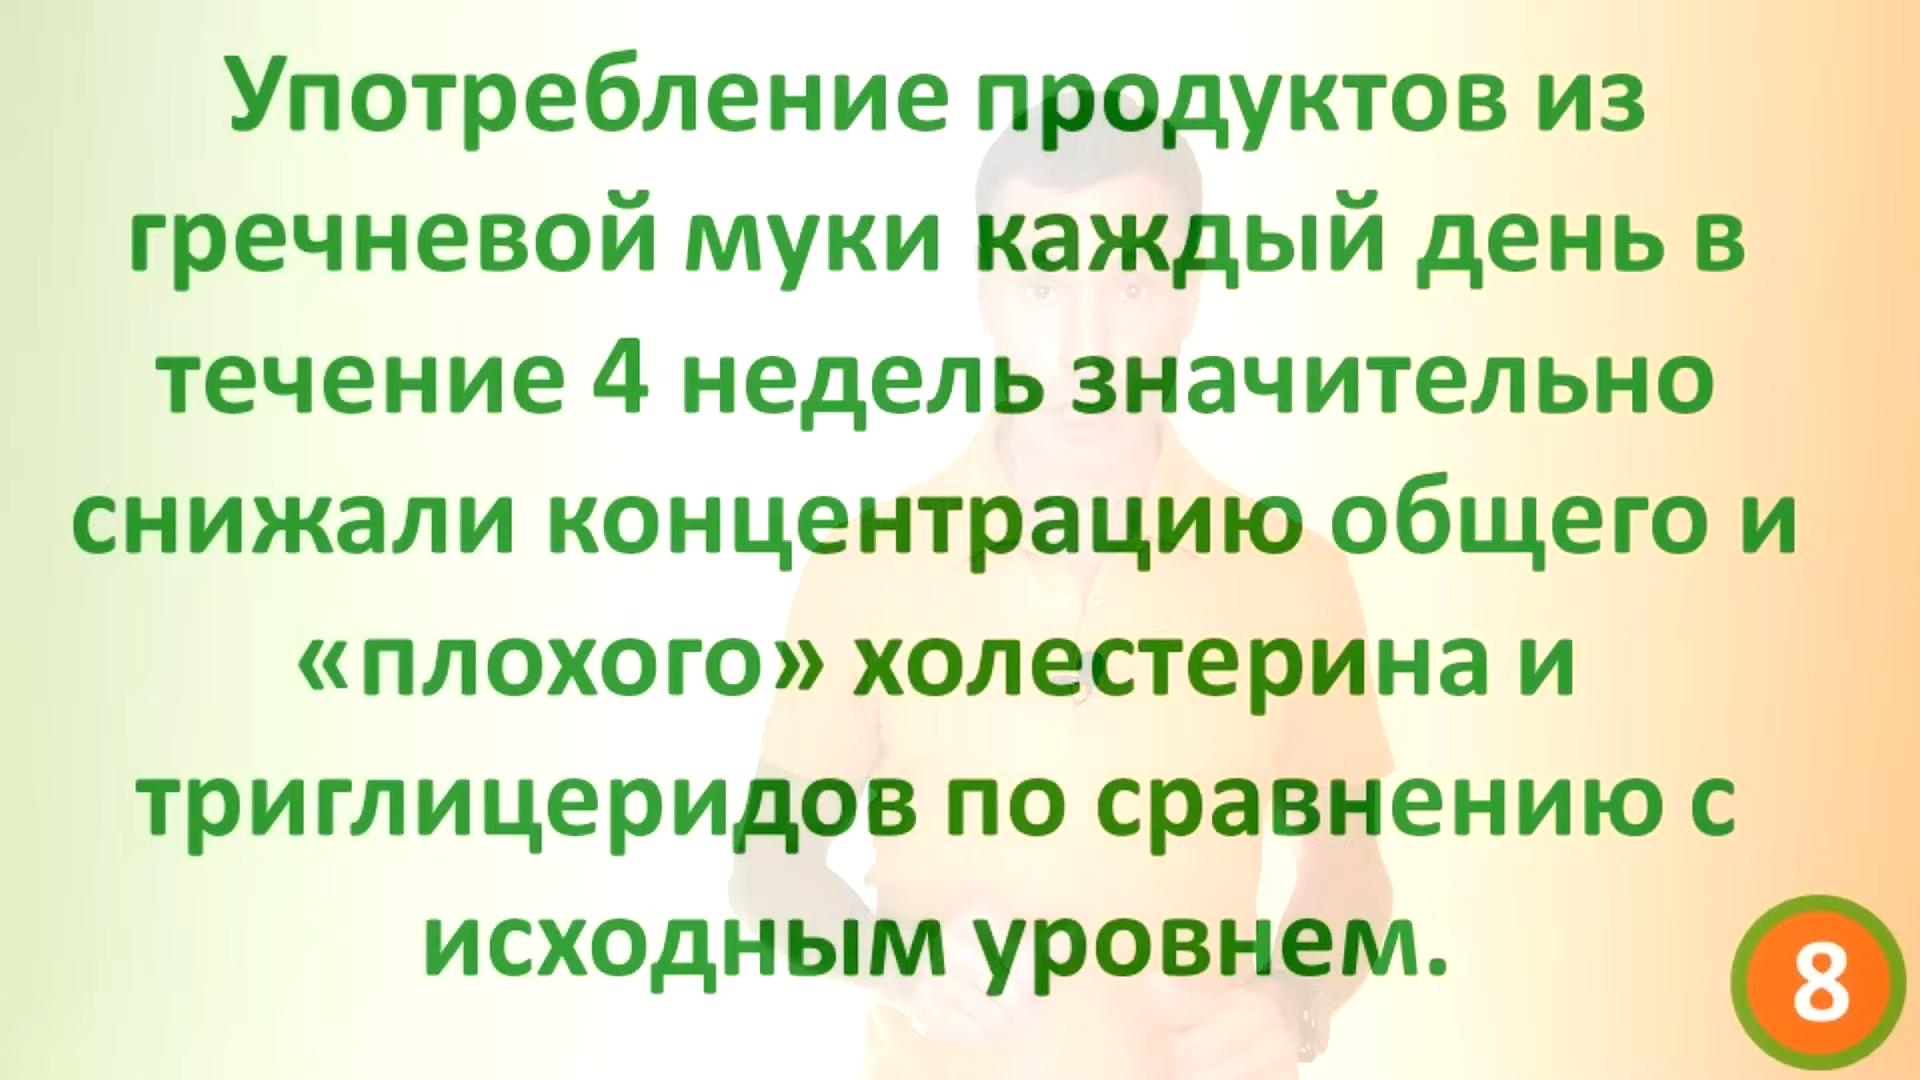 Употребление продуктов из
гречневой муки каждый день в
течение 4 недель значительно
снижали концентрацию общего и
«плохого» холестерина и
триглицеридов по сравнению с
исходным уровнем.
8